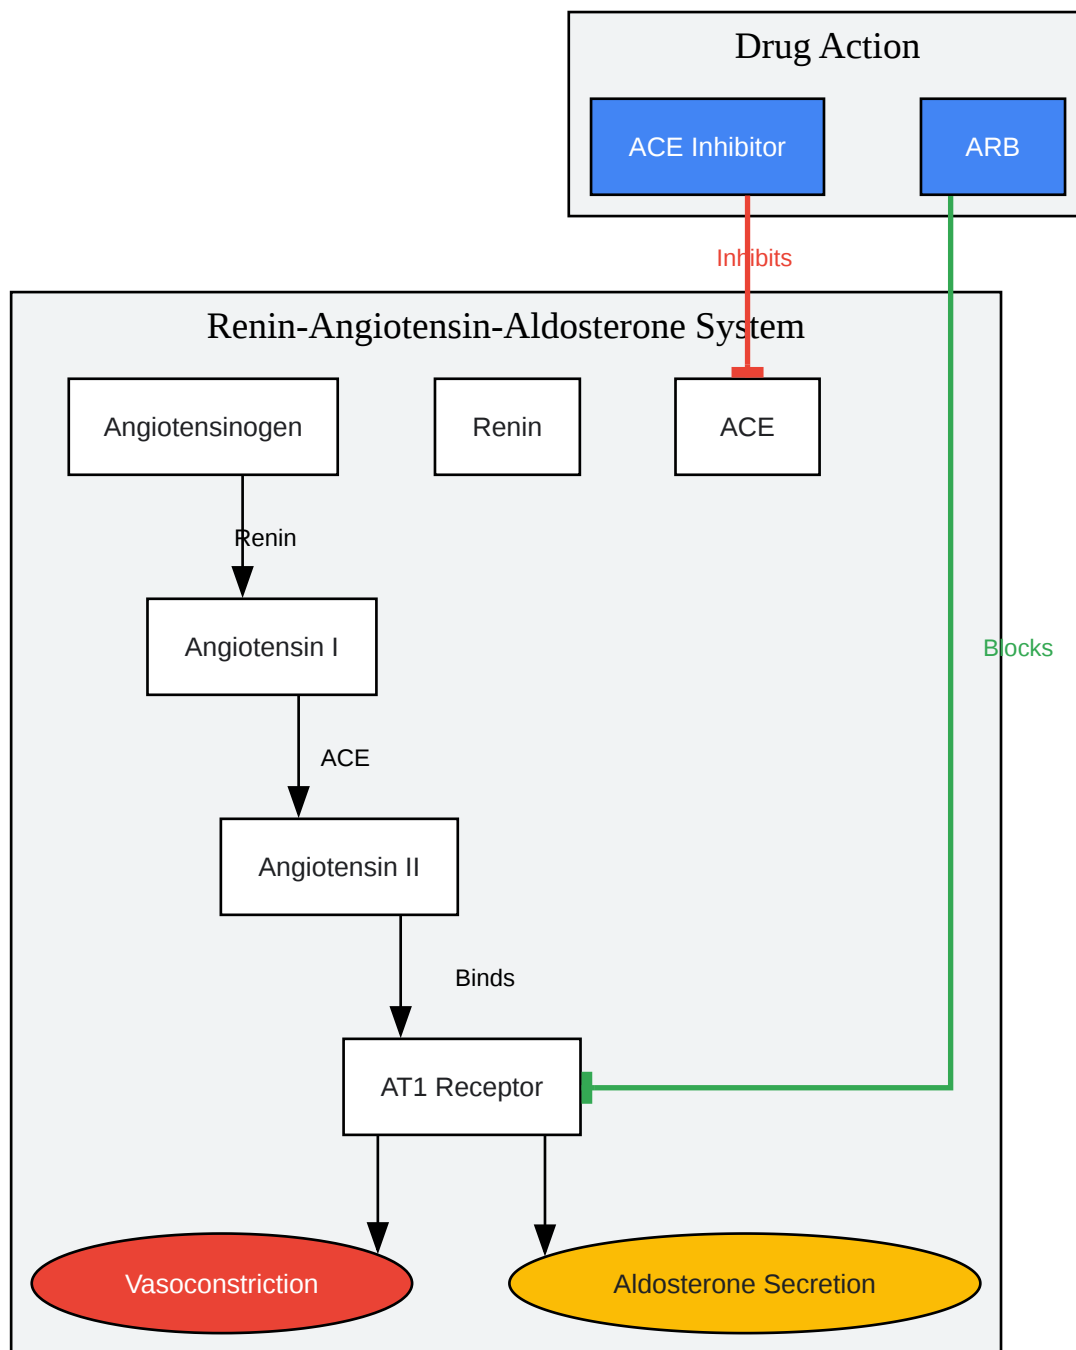 Drug Action
ACE Inhibitor
ARB
Inhibits
Renin-Angiotensin-Aldosterone System
Angiotensinogen
Renin
ACE
Renin
Angiotensin I
Blocks
ACE
Angiotensin II
Binds
AT1 Receptor
Vasoconstriction
Aldosterone Secretion